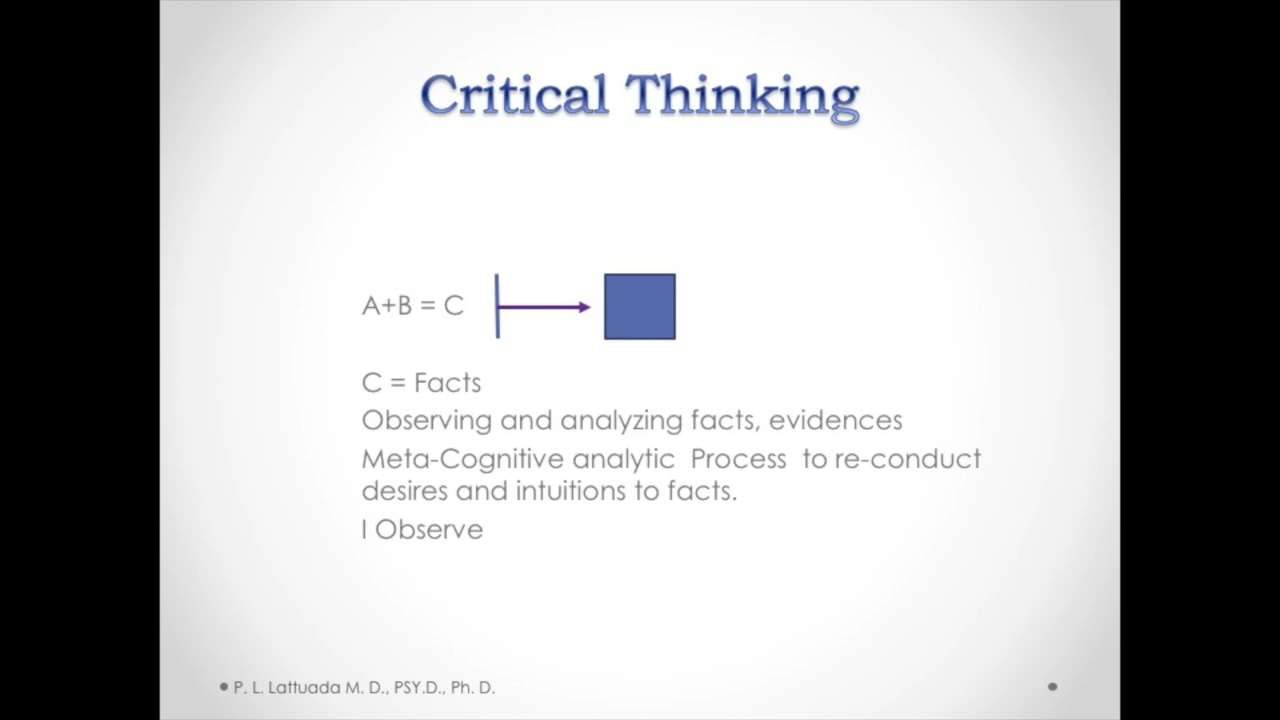 Critical Thinking
A+B = C
C = Facts
Observing and analyzing facts, evidences
Meta-Cognitive analytic Process to re-conduct
desires and intuitions to facts.
I Observe
P. L. Lattuada M. D., PSY.D., Ph. D.